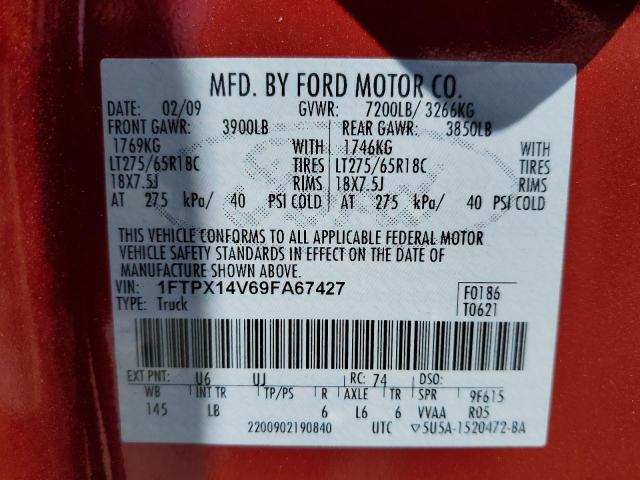 MFD. BY FORD MOTOR CO.
DATE: 02/09 GVWR: 7200LB/ 3266KG
FRONT GAWR: 3900LB REAR GAWR: 3850LB
1769KG WITH 1746KG WITH
LT275/65R18C TIRES LT275/65R18C TIRES
18X7.5J RIMS 18X7.5J RIMS
AT 275 kPa/ 40 PSI COLD AT 275 kPa/ 40 PSI COLD
THIS VEHICLE CONFORMS TO ALL APPLICABLE FEDERAL MOTOR
VEHICLE SAFETY STANDARDS IN EFFECT ON THE DATE OF
MANUFACTURE SHOWN ABOVE.
VIN: 1FTPX14V69FA67427 F0186
TYPE: Truck T0621
EXT PNT: U6 UJ RC: 74 DSO:
WB INT TR TP/PS R AXLE TR SPR 9F615
145 LB 6 L6 6 VVAA R05
2200902190840 UTC ▽5U5A-1520472-BA